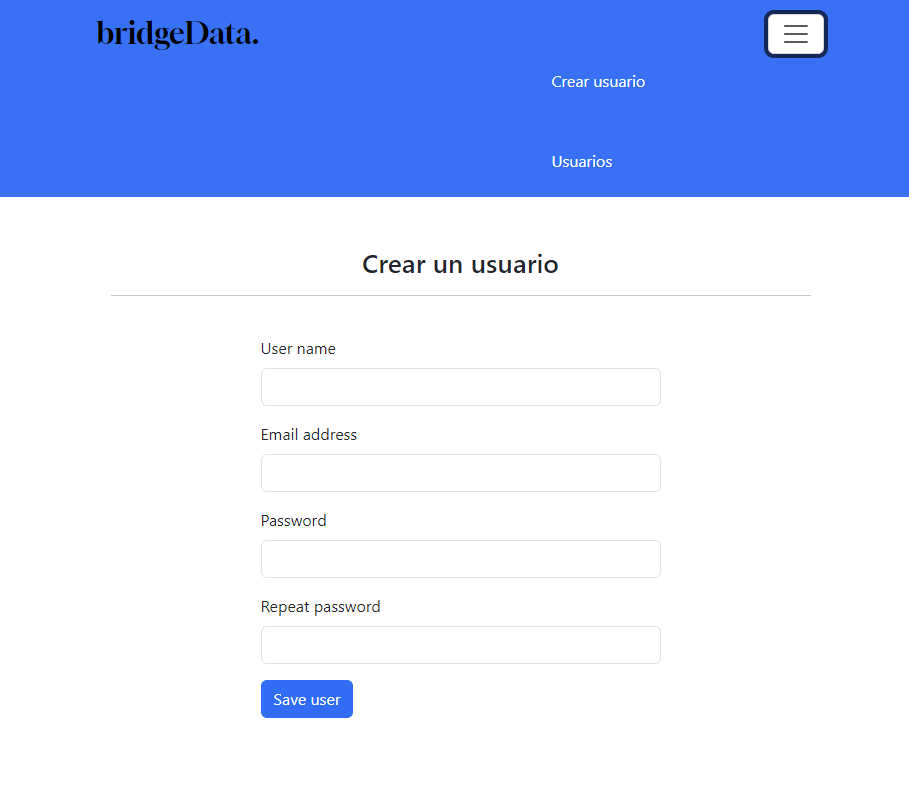 bridgeData.
Crear usuario
Usuarios
Crear un usuario
User name
Email address
Password
Repeat password
Save user